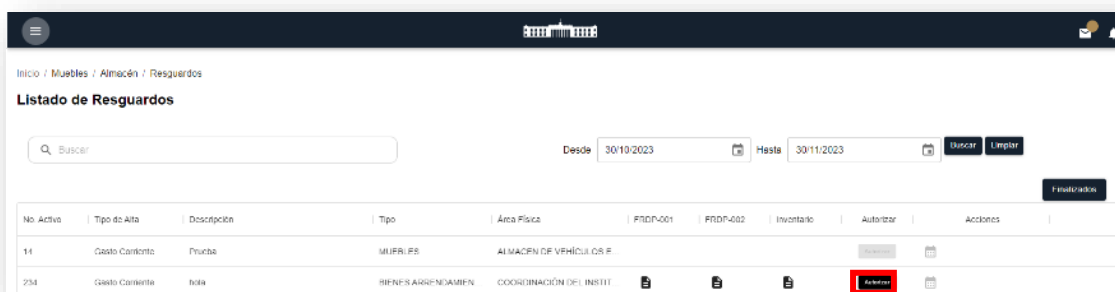 Inicio / Muebles / Almacén / Resguardos
Listado de Resguardos
Buscar Desde 30/10/2023 Hasta 30/11/2023 Buscar Limpiar
Finalizados
No. Activo Tipo de Alta Descripción Tipo Área Física FRDP-001 FRDP-002 Inventario Autorizar Acciones
14 Gasto Corriente Prueba MUEBLES ALMACEN DE VEHÍCULOS E... Autorizar
234 Gasto Corriente hola BIENES ARRENDAMIEN COORDINACIÓN DEL INSTIT... Autorizar